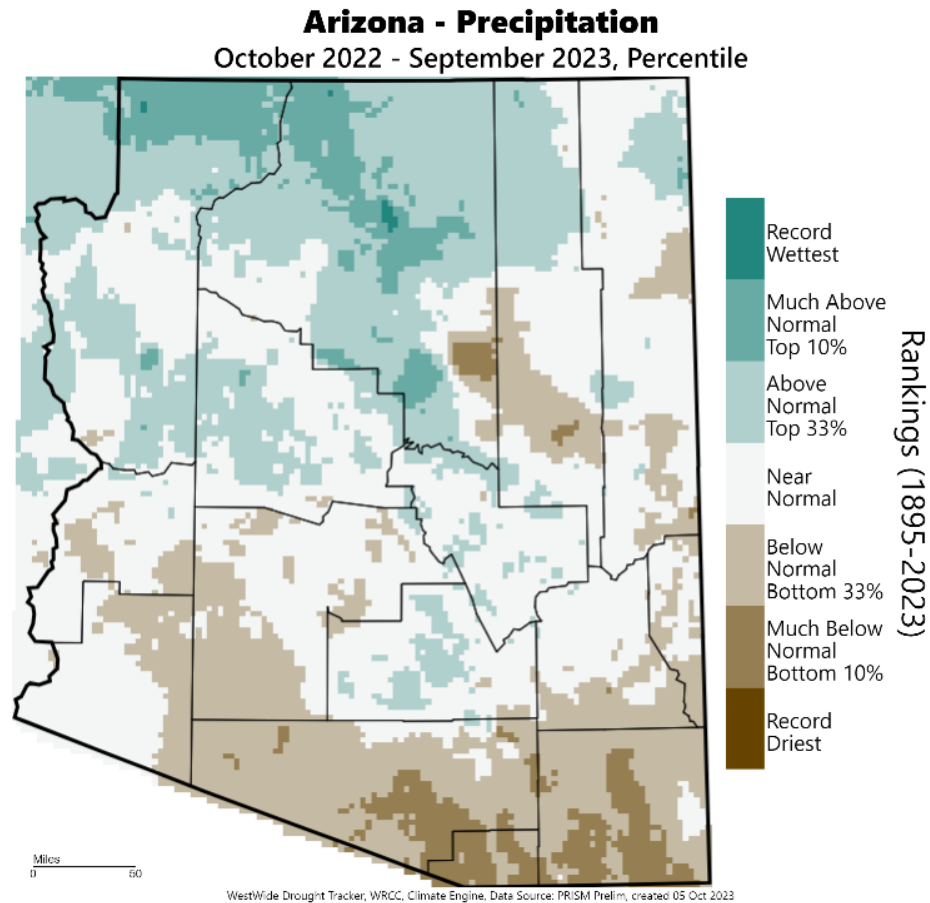 Arizona - Precipitation
October 2022 - September 2023, Percentile
Record
Wettest
Much Above
Normal
Top 10%
Above
Normal
Top 33%
Near
Normal
Below
Normal
Bottom 33%
Much Below
Normal
Bottom 10%
Record
Driest
Rankings (1895-2023)
Miles
0 50
WestWide Drought Tracker, WRCC, Climate Engine, Data Source: PRISM Prelim, created 05 Oct 2023